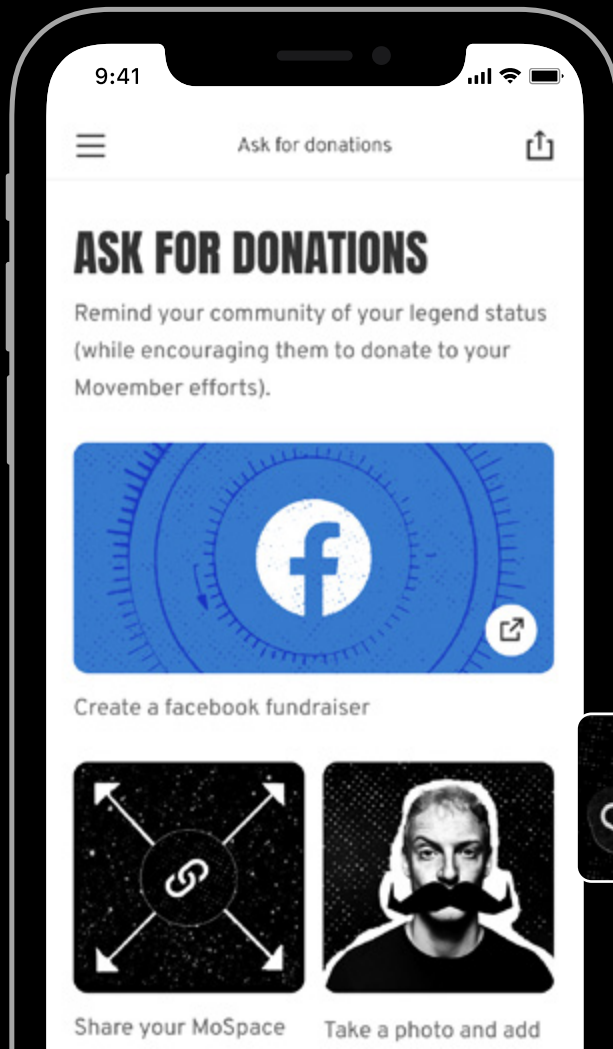 9:41
Ask for donations
ASK FOR DONATIONS
Remind your community of your legend status
(while encouraging them to donate to your
Movember efforts).
Create a facebook fundraiser
Share your MoSpace
Take a photo and add